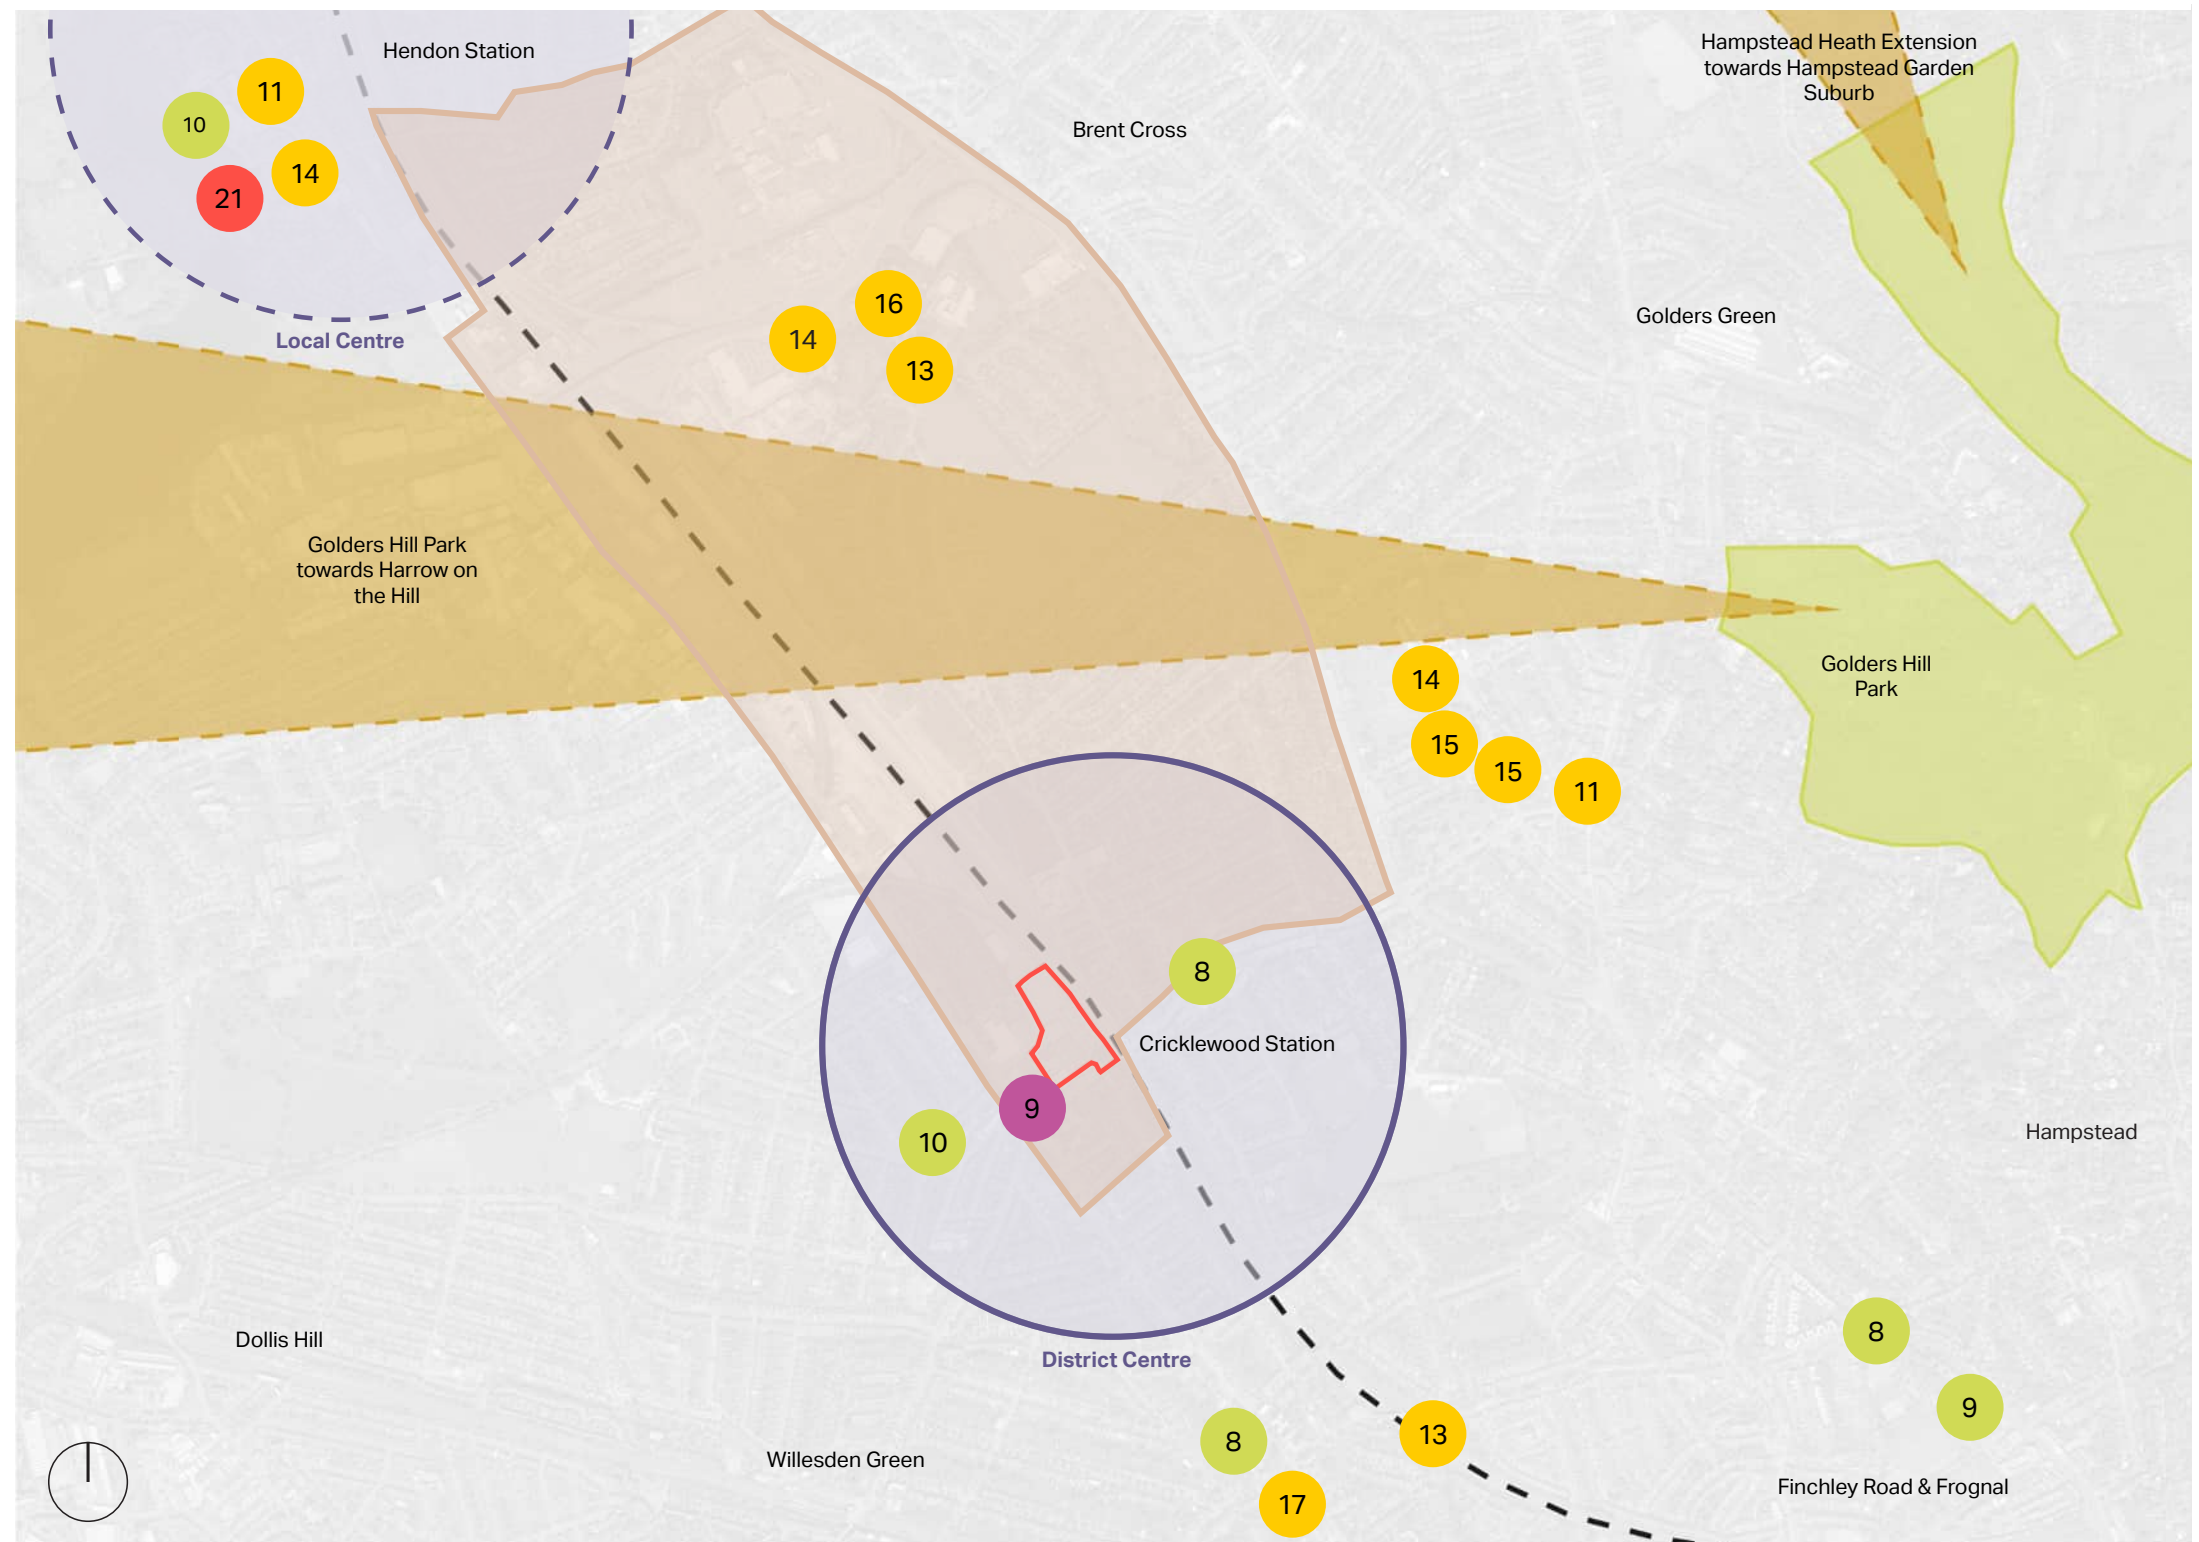 Hendon Station
Hampstead Heath Extension
towards Hampstead Garden
Suburb
11
10
Brent Cross
14
21
16
Golders Green
14
Local Centre
13
Golders Hill Park
towards Harrow on
the Hill
Golders Hill
Park
14
15
15
11
8
Cricklewood Station
9
10
Hampstead
8
Dollis Hill
District Centre
9
13
8
Willesden Green
Finchley Road & Frognal
17